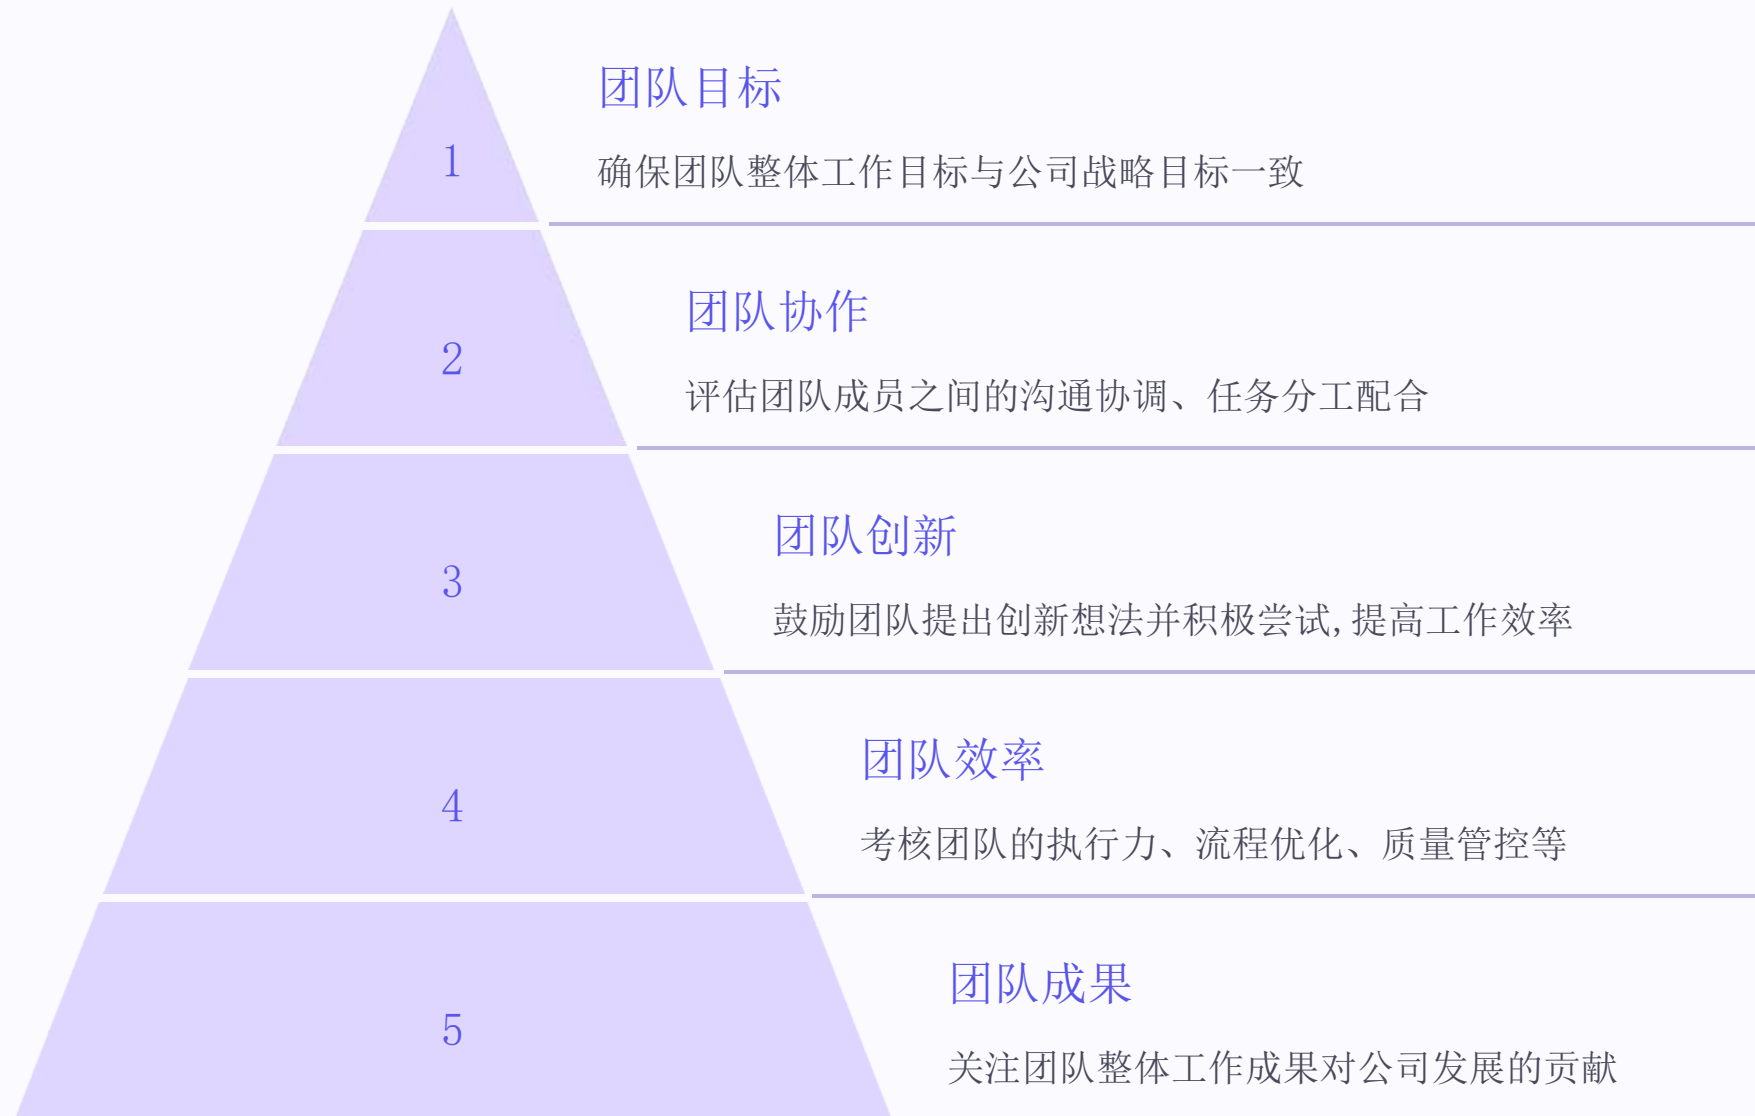 团队目标
1
确保团队整体工作目标与公司战略目标一致
团队协作
2
评估团队成员之间的沟通协调、任务分工配合
团队创新
3
鼓励团队提出创新想法并积极尝试,提高工作效率
团队效率
4
考核团队的执行力、流程优化、质量管控等
团队成果
5
关注团队整体工作成果对公司发展的贡献